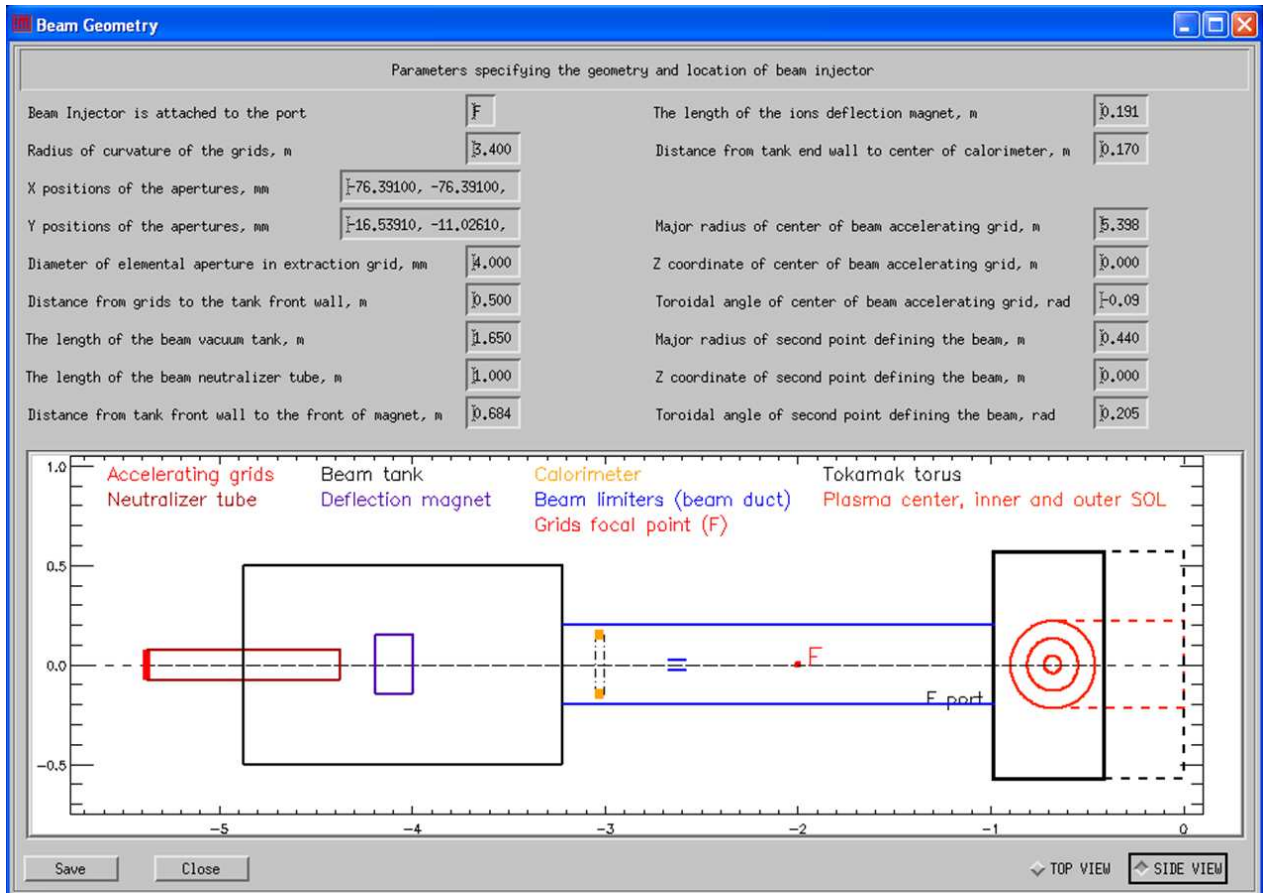 Beam Geometry
Parameters specifying the geometry and location of beam injector
Beam Injector is attached to the port F
The length of the ions deflection magnet, m 0.191
Radius of curvature of the grids, m 3.400
Distance from tank end wall to center of calorimeter, m 0.170
X positions of the apertures, mm -76.39100, -76.39100,
Y positions of the apertures, mm -16.53910, -11.02610,
Major radius of center of beam accelerating grid, m 5.398
Diameter of elemental aperture in extraction grid, mm 4.000
Z coordinate of center of beam accelerating grid, m 0.000
Distance from grids to the tank front wall, m 0.500
Toroidal angle of center of beam accelerating grid, rad -0.09
The length of the beam vacuum tank, m 1.650
Major radius of second point defining the beam, m 0.440
The length of the beam neutralizer tube, m 1.000
Z coordinate of second point defining the beam, m 0.000
Distance from tank front wall to the front of magnet, m 0.684
Toroidal angle of second point defining the beam, rad 0.205
1.0
Accelerating grids Beam tank Calorimeter Tokamak torus
Neutralizer tube Deflection magnet Beam limiters (beam duct) Plasma center, inner and outer SOL
Grids focal point (F)
0.5
0.0
F
F port
-0.5
-5 -4 -3 -2 -1 0
Save Close TOP VIEW SIDE VIEW